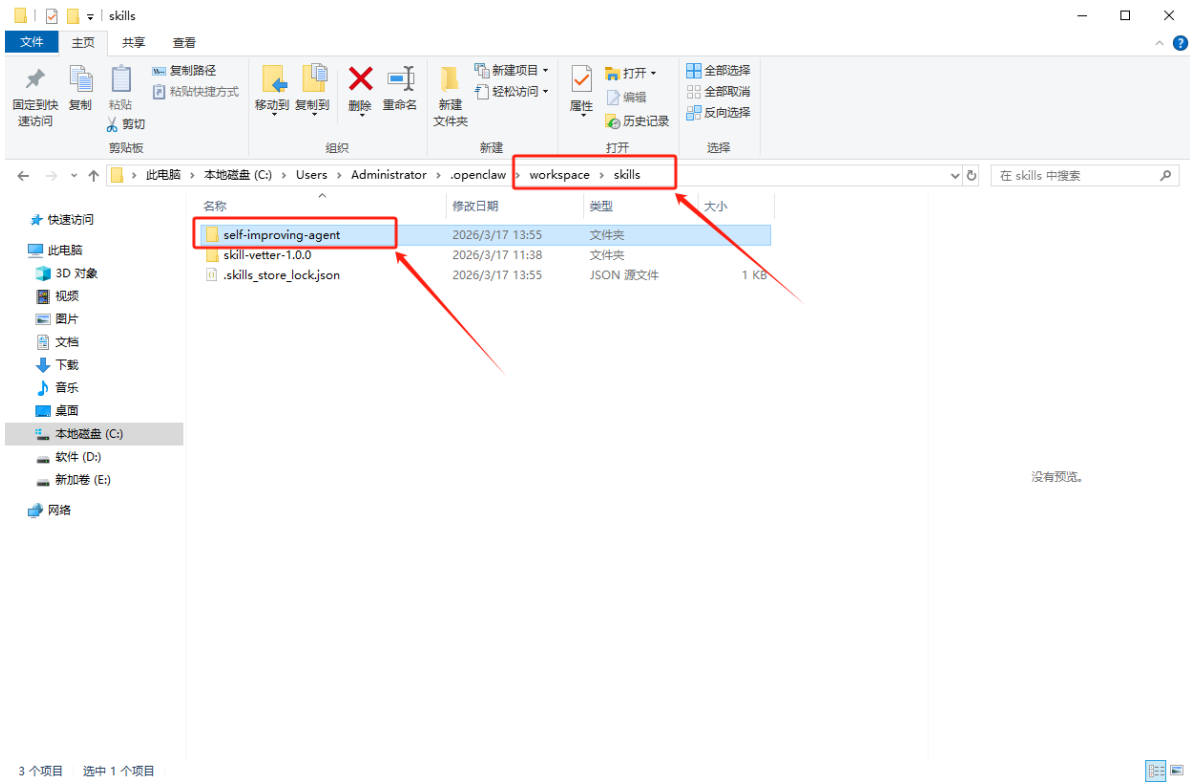 skills
文件 主页 共享 查看
固定到快速访问
复制
粘贴
复制路径
粘贴快捷方式
剪切
剪贴板
移动到
复制到
删除
重命名
组织
新建文件夹
新建项目
轻松访问
新建
属性
打开
编辑
历史记录
打开
全部选择
全部取消
反向选择
选择
此电脑 › 本地磁盘 (C:) › Users › Administrator › .openclaw › workspace › skills
在 skills 中搜索
名称 修改日期 类型 大小
self-improving-agent 2026/3/17 13:55 文件夹
skill-vetter-1.0.0 2026/3/17 11:38 文件夹
.skills_store_lock.json 2026/3/17 13:55 JSON 源文件 1 KB
快速访问
此电脑
3D 对象
视频
图片
文档
下载
音乐
桌面
本地磁盘 (C:)
软件 (D:)
新加卷 (E:)
网络
没有预览。
3 个项目 选中 1 个项目